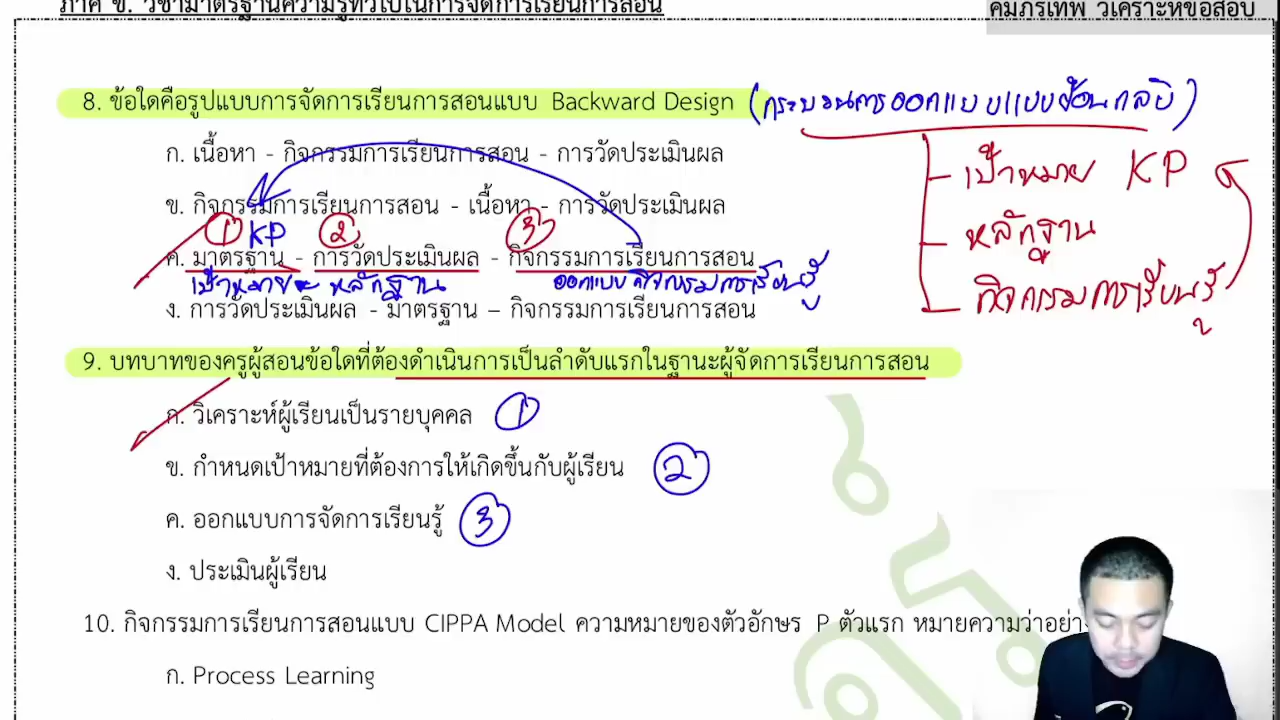 ภาค ข. วิชามาตรฐานความรู้ทั่วไปในการจัดการเรียนการสอน
คัมภีร์เทพ วิเคราะห์ข้อสอบ
8. ข้อใดคือรูปแบบการจัดการเรียนการสอนแบบ Backward Design (กระบวนการออกแบบแบบย้อนกลับ)
ก. เนื้อหา - กิจกรรมการเรียนการสอน - การวัดประเมินผล
เป้าหมาย KP
ข. กิจกรรมการเรียนการสอน - เนื้อหา - การวัดประเมินผล
หลักฐาน
① KP ② ③
ค. มาตรฐาน - การวัดประเมินผล - กิจกรรมการเรียนการสอน
เป้าหมาย หลักฐาน ออกแบบกิจกรรมการเรียนรู้
กิจกรรมการเรียนรู้
ง. การวัดประเมินผล - มาตรฐาน – กิจกรรมการเรียนการสอน
9. บทบาทของครูผู้สอนข้อใดที่ต้องดำเนินการเป็นลำดับแรกในฐานะผู้จัดการเรียนการสอน
ก. วิเคราะห์ผู้เรียนเป็นรายบุคคล ①
ข. กำหนดเป้าหมายที่ต้องการให้เกิดขึ้นกับผู้เรียน ②
ค. ออกแบบการจัดการเรียนรู้ ③
ง. ประเมินผู้เรียน
10. กิจกรรมการเรียนการสอนแบบ CIPPA Model ความหมายของตัวอักษร P ตัวแรก หมายความว่าอย่า
ก. Process Learning